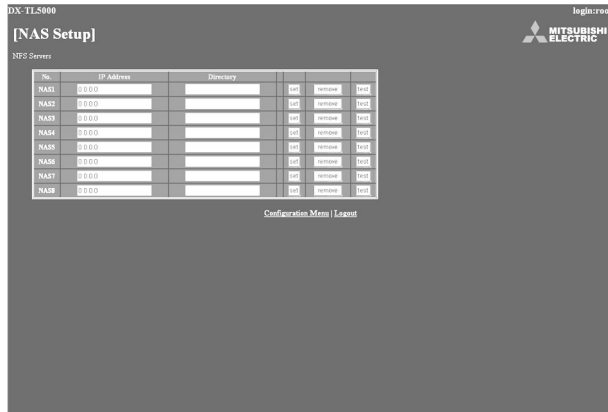 DX-TL5000 login:roo
[NAS Setup]
MITSUBISHI
ELECTRIC
NFS Servers
No. IP Address Directory
NAS1 0.0.0.0 set remove test
NAS2 0.0.0.0 set remove test
NAS3 0.0.0.0 set remove test
NAS4 0.0.0.0 set remove test
NAS5 0.0.0.0 set remove test
NAS6 0.0.0.0 set remove test
NAS7 0.0.0.0 set remove test
NAS8 0.0.0.0 set remove test
Configuration Menu | Logout